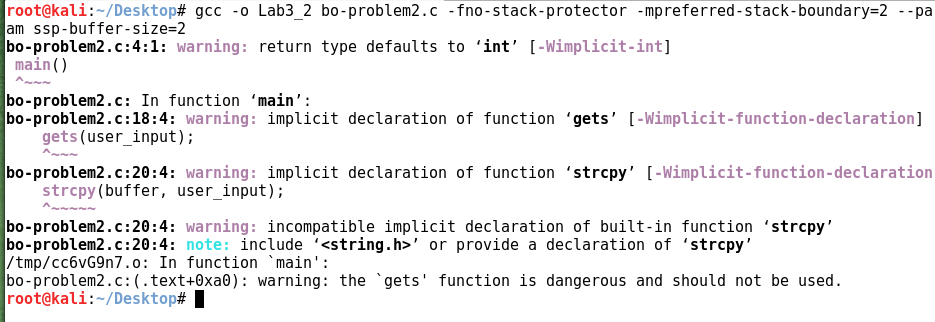 root@kali:~/Desktop# gcc -o Lab3_2 bo-problem2.c -fno-stack-protector -mpreferred-stack-boundary=2 --pa
am ssp-buffer-size=2
bo-problem2.c:4:1: warning: return type defaults to ‘int’ [-Wimplicit-int]
 main()
 ^~~~
bo-problem2.c: In function ‘main’:
bo-problem2.c:18:4: warning: implicit declaration of function ‘gets’ [-Wimplicit-function-declaration]
    gets(user_input);
    ^~~~
bo-problem2.c:20:4: warning: implicit declaration of function ‘strcpy’ [-Wimplicit-function-declaration
    strcpy(buffer, user_input);
    ^~~~~~
bo-problem2.c:20:4: warning: incompatible implicit declaration of built-in function ‘strcpy’
bo-problem2.c:20:4: note: include ‘<string.h>’ or provide a declaration of ‘strcpy’
/tmp/cc6vG9n7.o: In function `main':
bo-problem2.c:(.text+0xa0): warning: the `gets' function is dangerous and should not be used.
root@kali:~/Desktop#